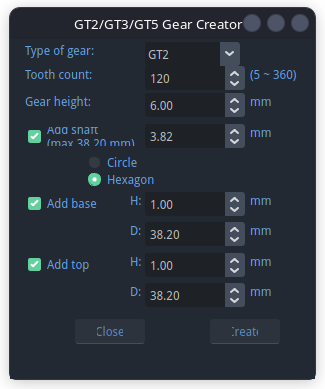 GT2/GT3/GT5 Gear Creator
Type of gear: GT2
Tooth count: 120 (5 ~ 360)
Gear height: 6.00 mm
Add shaft
(max 38.20 mm) 3.82 mm
Circle
Hexagon
Add base H: 1.00 mm
D: 38.20 mm
Add top H: 1.00 mm
D: 38.20 mm
Close Create